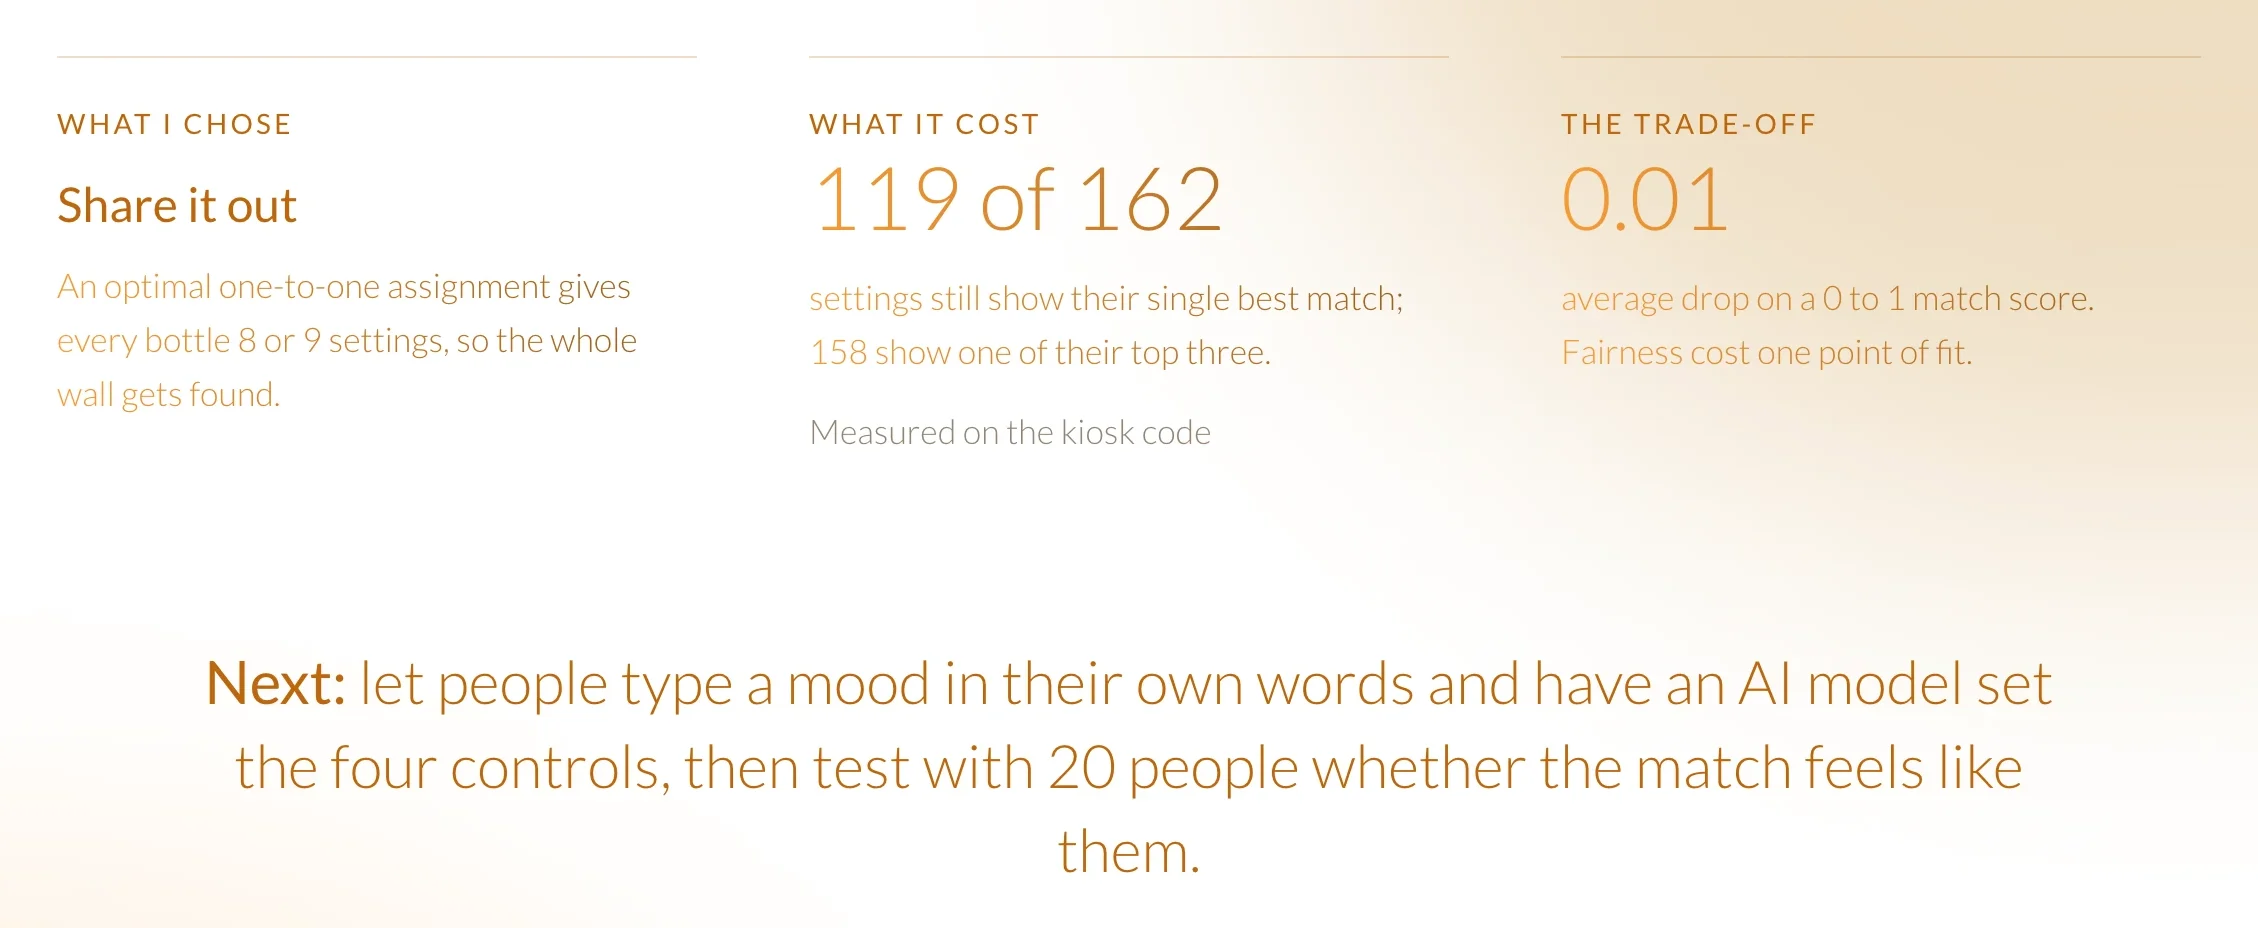 WHAT I CHOSE
Share it out
An optimal one-to-one assignment gives
every bottle 8 or 9 settings, so the whole
wall gets found.
WHAT IT COST
119 of 162
settings still show their single best match;
158 show one of their top three.
Measured on the kiosk code
THE TRADE-OFF
0.01
average drop on a 0 to 1 match score.
Fairness cost one point of fit.
Next: let people type a mood in their own words and have an AI model set
the four controls, then test with 20 people whether the match feels like
them.